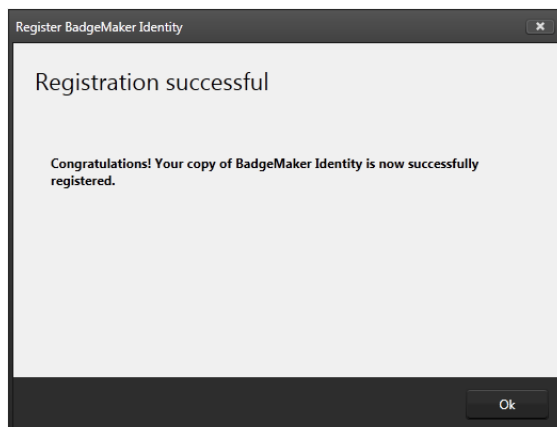 Register BadgeMaker Identity
Registration successful
Congratulations! Your copy of BadgeMaker Identity is now successfully
registered.
Ok